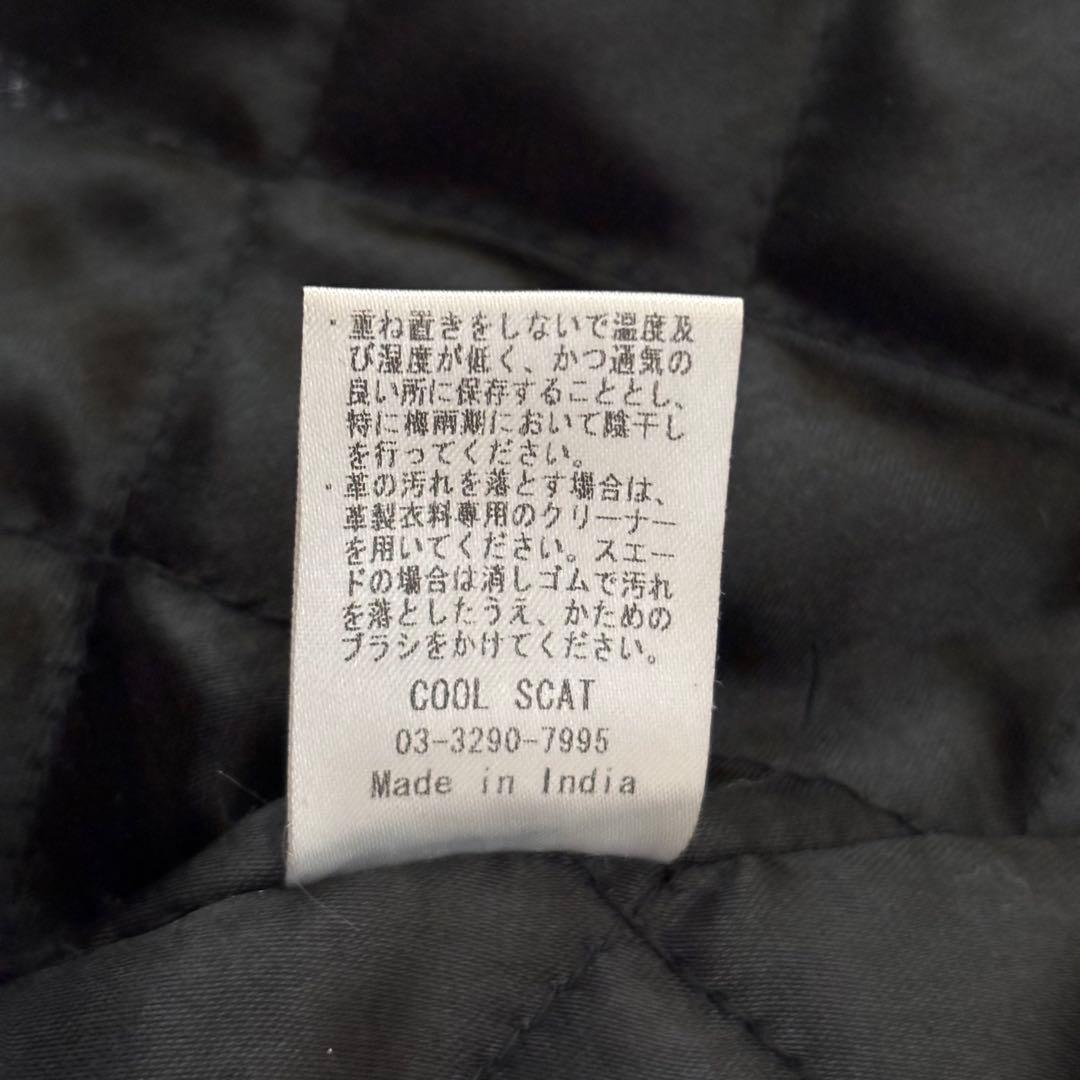 ・重ね置きをしないで温度及
び湿度が低く、かつ通気の
良い所に保存することとし、
特に梅雨期において陰干し
を行ってください。
・革の汚れを落とす場合は、
革製衣料専用のクリーナー
を用いてください。スエー
ドの場合は消しゴムで汚れ
を落としたうえ、かための
ブラシをかけてください。
COOL SCAT
03-3290-7995
Made in India